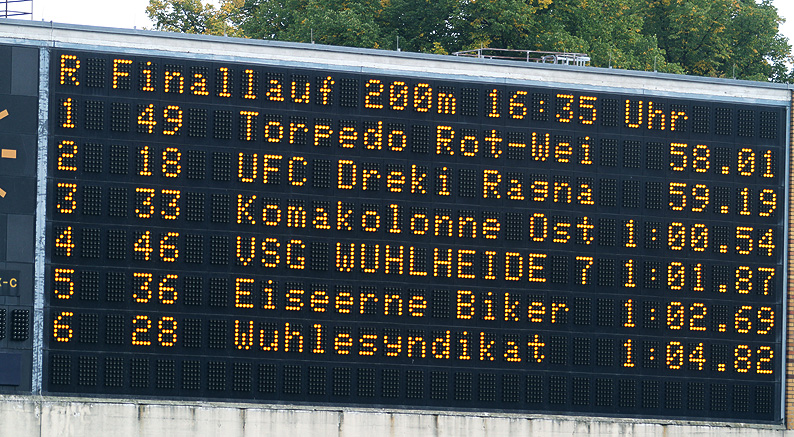 R Finallauf 200m 16:35 Uhr
1 49 Torpedo Rot-Wei 58.01
2 18 UFC Dreki Ragna 59.19
3 33 Komakolonne Ost 1:00.54
4 46 VSG WUHLHEIDE 7 1:01.87
5 36 Eiseerne Biker 1:02.69
6 28 Wuhlesyndikat 1:04.82